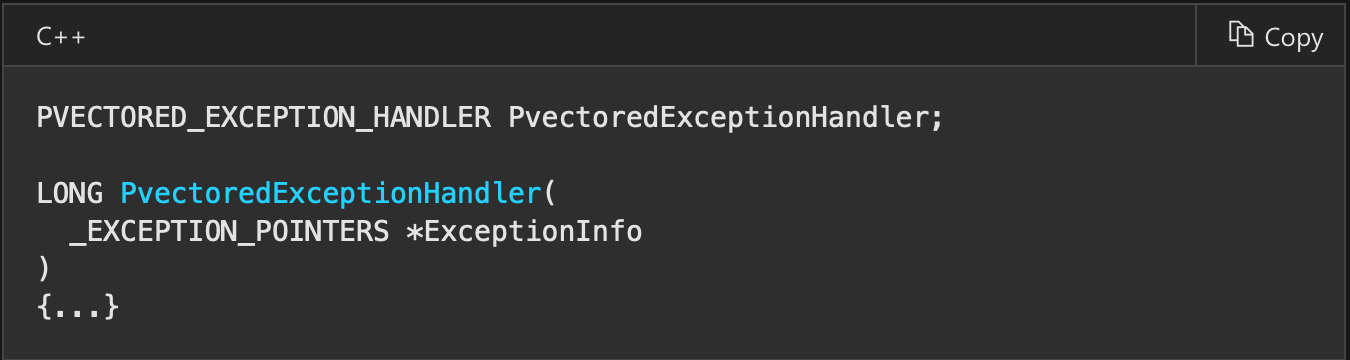 C++
Copy
PVECTORED_EXCEPTION_HANDLER PvectoredExceptionHandler;
LONG PvectoredExceptionHandler(
  _EXCEPTION_POINTERS *ExceptionInfo
)
{...}